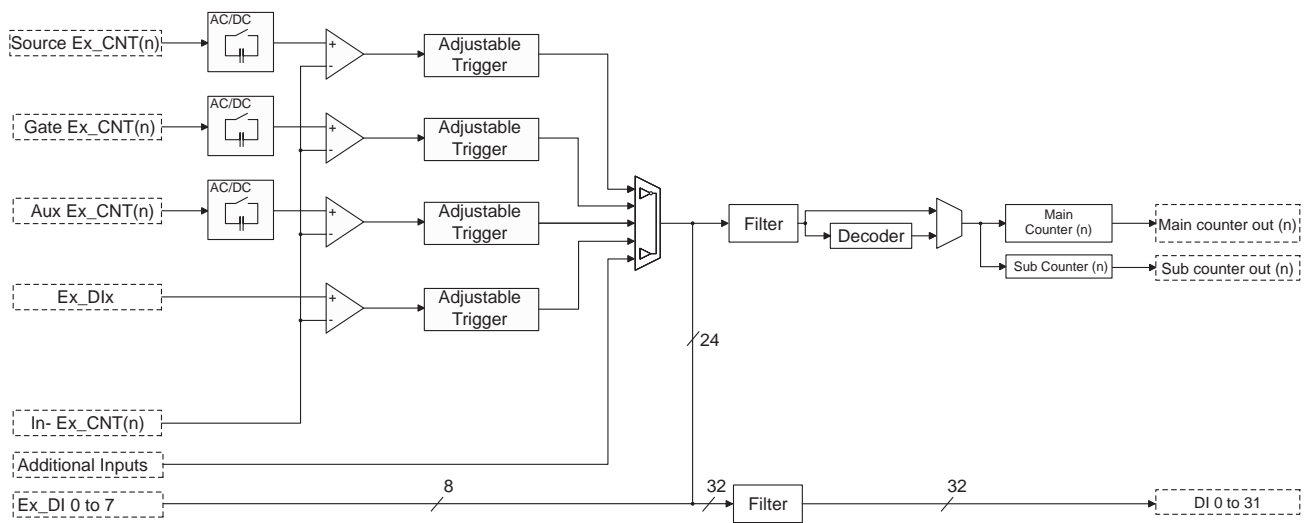 AC/DC
Source Ex_CNT(n)
+
-
Adjustable
Trigger
AC/DC
Gate Ex_CNT(n)
+
-
Adjustable
Trigger
AC/DC
Aux Ex_CNT(n)
+
-
Adjustable
Trigger
Filter
Decoder
Main
Counter (n)
Main counter out (n)
Sub Counter (n)
Sub counter out (n)
Ex_DIx
+
-
Adjustable
Trigger
24
In- Ex_CNT(n)
Additional Inputs
Ex_DI 0 to 7
8
32
Filter
32
DI 0 to 31